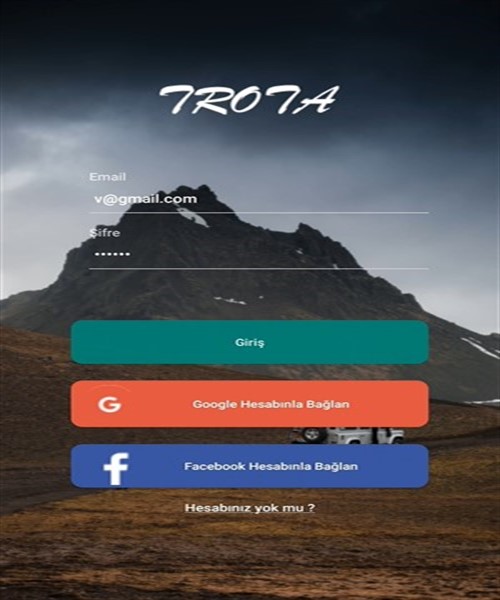 TROTA
Email
v@gmail.com
Şifre
Giriş
G
Google Hesabınla Bağlan
f
Facebook Hesabınla Bağlan
Hesabınız yok mu ?